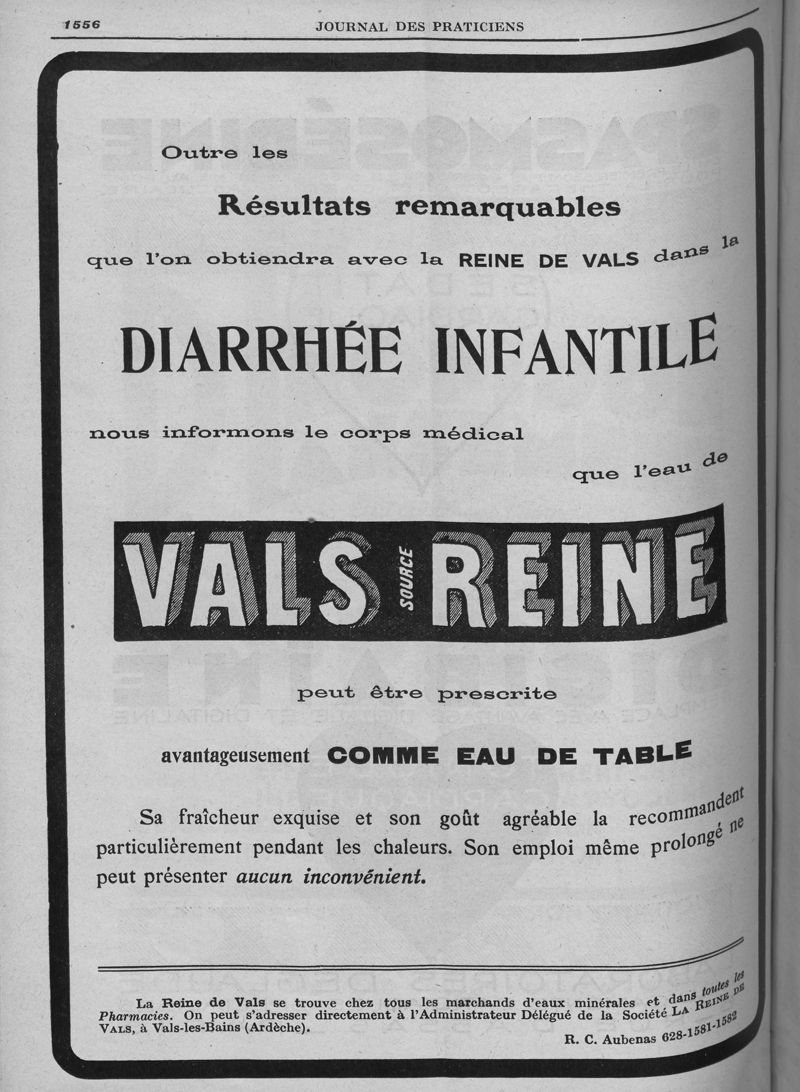 1556
JOURNAL DES PRATICIENS
Outre les
Résultats remarquables
que l'on obtiendra avec la REINE DE VALS dans la
DIARRHÉE INFANTILE
nous informons le corps médical
que l'eau de
VALS SOURCE REINE
peut être prescrite
avantageusement COMME EAU DE TABLE
Sa fraîcheur exquise et son goût agréable la recommandent
particulièrement pendant les chaleurs. Son emploi même prolongé ne
peut présenter aucun inconvénient.
La Reine de Vals se trouve chez tous les marchands d'eaux minérales et dans toutes les
Pharmacies. On peut s'adresser directement à l'Administrateur Délégué de la Société LA REINE DE
VALS, à Vals-les-Bains (Ardèche).
R. C. Aubenas 628-1581-1582